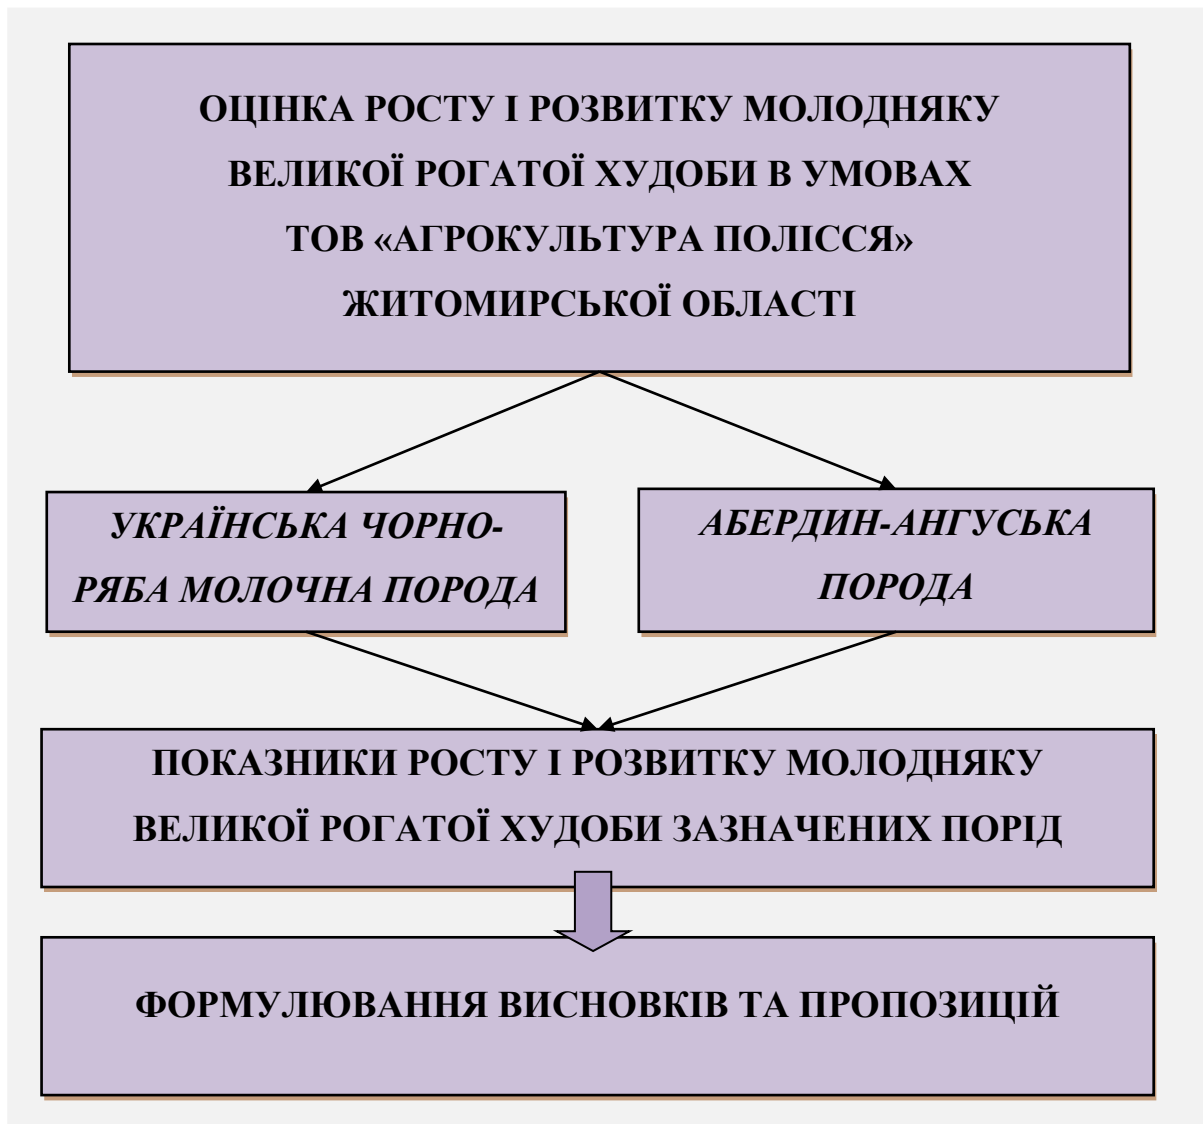 ОЦІНКА РОСТУ І РОЗВИТКУ МОЛОДНЯКУ
ВЕЛИКОЇ РОГАТОЇ ХУДОБИ В УМОВАХ
ТОВ «АГРОКУЛЬТУРА ПОЛІССЯ»
ЖИТОМИРСЬКОЇ ОБЛАСТІ
УКРАЇНСЬКА ЧОРНО-
РЯБА МОЛОЧНА ПОРОДА
АБЕРДИН-АНГУСЬКА
ПОРОДА
ПОКАЗНИКИ РОСТУ І РОЗВИТКУ МОЛОДНЯКУ
ВЕЛИКОЇ РОГАТОЇ ХУДОБИ ЗАЗНАЧЕНИХ ПОРІД
ФОРМУЛЮВАННЯ ВИСНОВКІВ ТА ПРОПОЗИЦІЙ